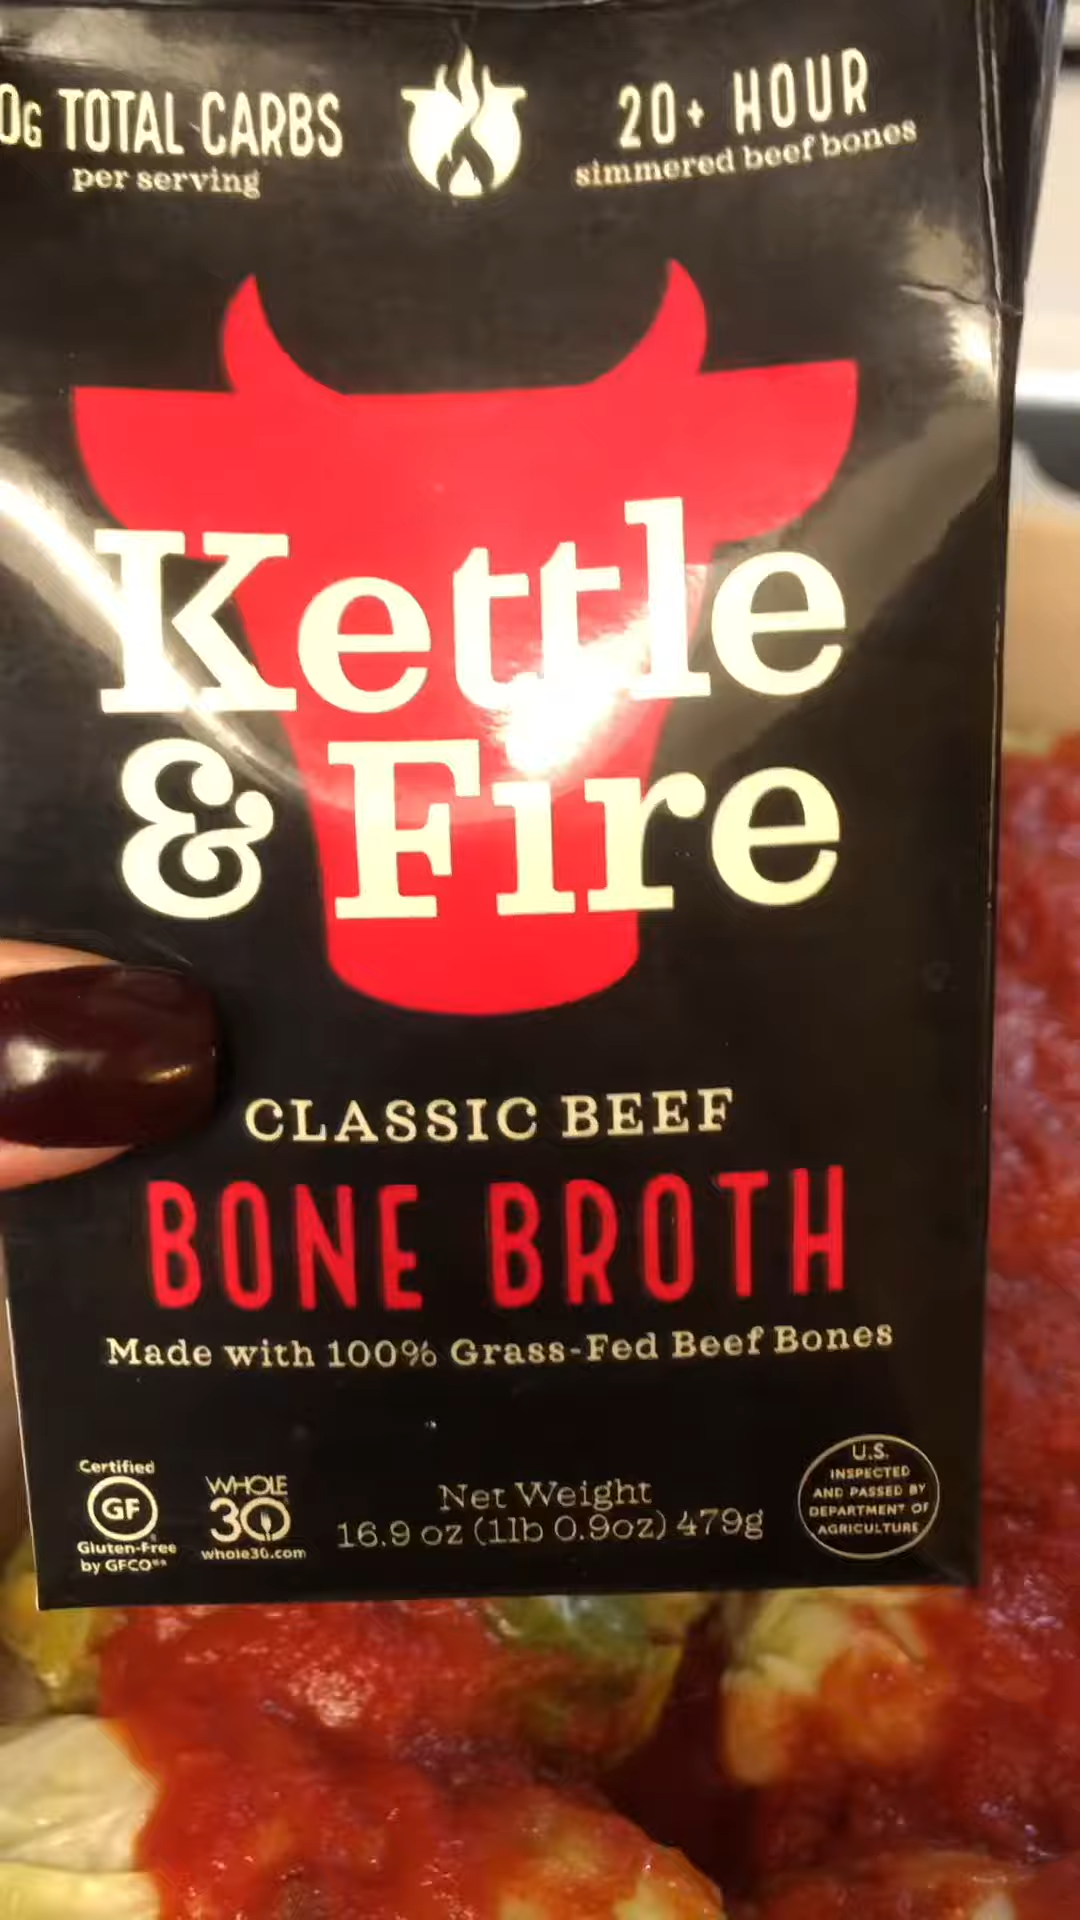 0G TOTAL CARBS
per serving
20+ HOUR
simmered beef bones
Kettle
& Fire
CLASSIC BEEF
BONE BROTH
Made with 100% Grass-Fed Beef Bones
Certified
GF
Gluten-Free
by GFCO
WHOLE
30
whole30.com
Net Weight
16.9 oz (1lb 0.9oz) 479g
U.S.
INSPECTED
AND PASSED BY
DEPARTMENT OF
AGRICULTURE